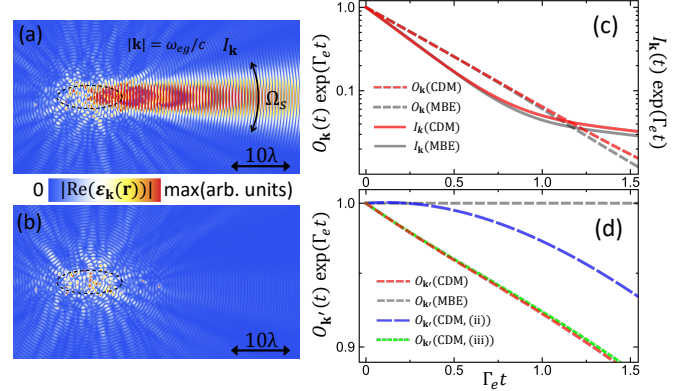 (a)
|k| = ω_eg/c   I_k
Ω_s
10λ
0 |Re(ε_k(r))| max(arb. units)
(b)
10λ
(c)
1.0
0.1
O_k(t) exp(Γ_e t)
I_k(t) exp(Γ_e t)
O_k(CDM)
O_k(MBE)
I_k(CDM)
I_k(MBE)
0 0.5 1.0 1.5
(d)
1.0
0.9
O_k'(t) exp(Γ_e t)
O_k'(CDM)
O_k'(MBE)
O_k'(CDM, (ii))
O_k'(CDM, (iii))
0 0.5 1.0 1.5
Γ_e t